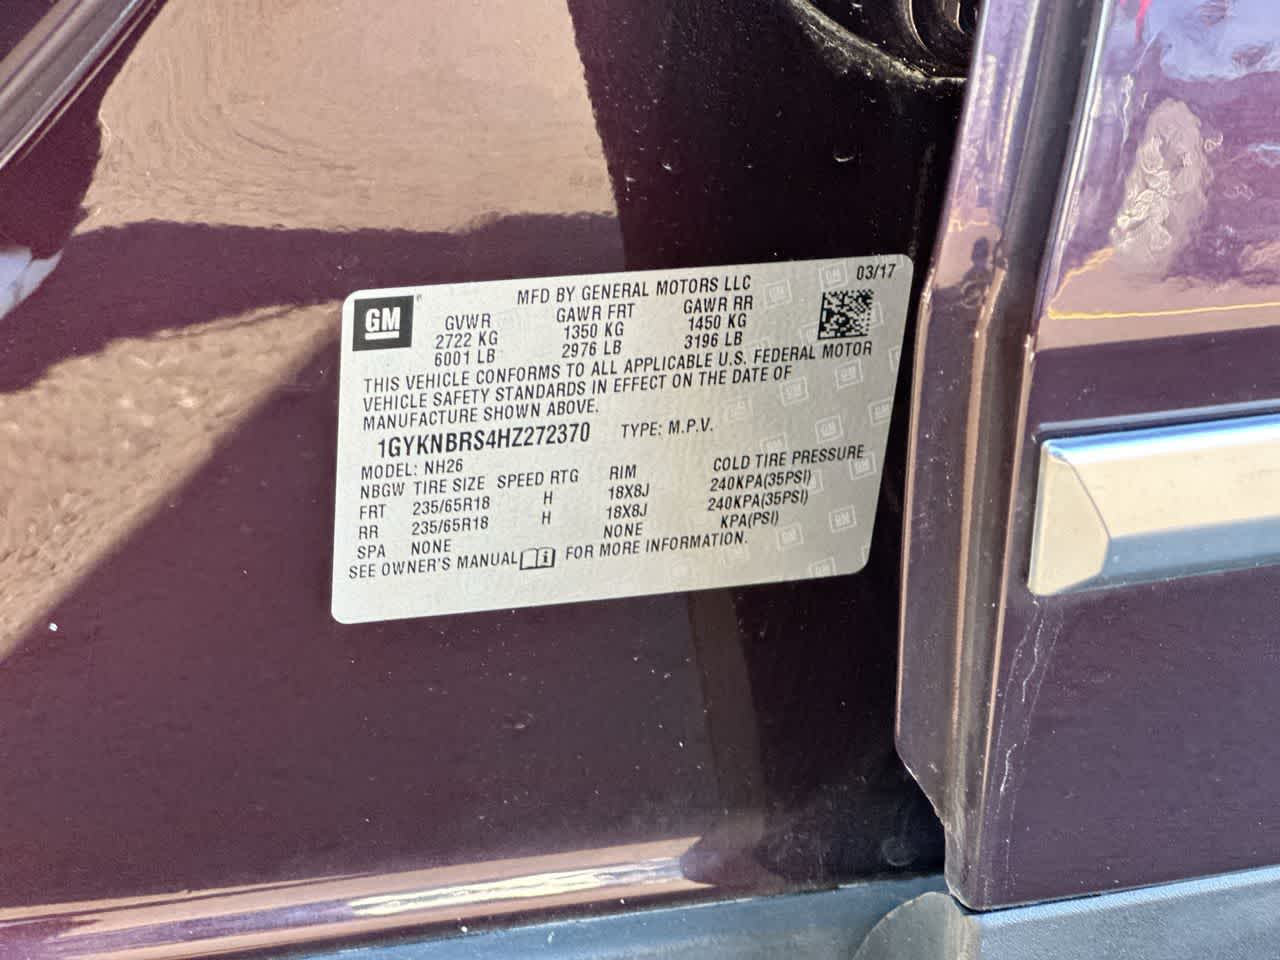 GM
MFD BY GENERAL MOTORS LLC 03/17
GVWR GAWR FRT GAWR RR
2722 KG 1350 KG 1450 KG
6001 LB 2976 LB 3196 LB
THIS VEHICLE CONFORMS TO ALL APPLICABLE U.S. FEDERAL MOTOR
VEHICLE SAFETY STANDARDS IN EFFECT ON THE DATE OF
MANUFACTURE SHOWN ABOVE.
1GYKNBRS4HZ272370 TYPE: M.P.V.
MODEL: NH26
NBGW TIRE SIZE SPEED RTG RIM COLD TIRE PRESSURE
FRT 235/65R18 H 18X8J 240KPA(35PSI)
RR 235/65R18 H 18X8J 240KPA(35PSI)
SPA NONE NONE KPA(PSI)
SEE OWNER'S MANUAL FOR MORE INFORMATION.